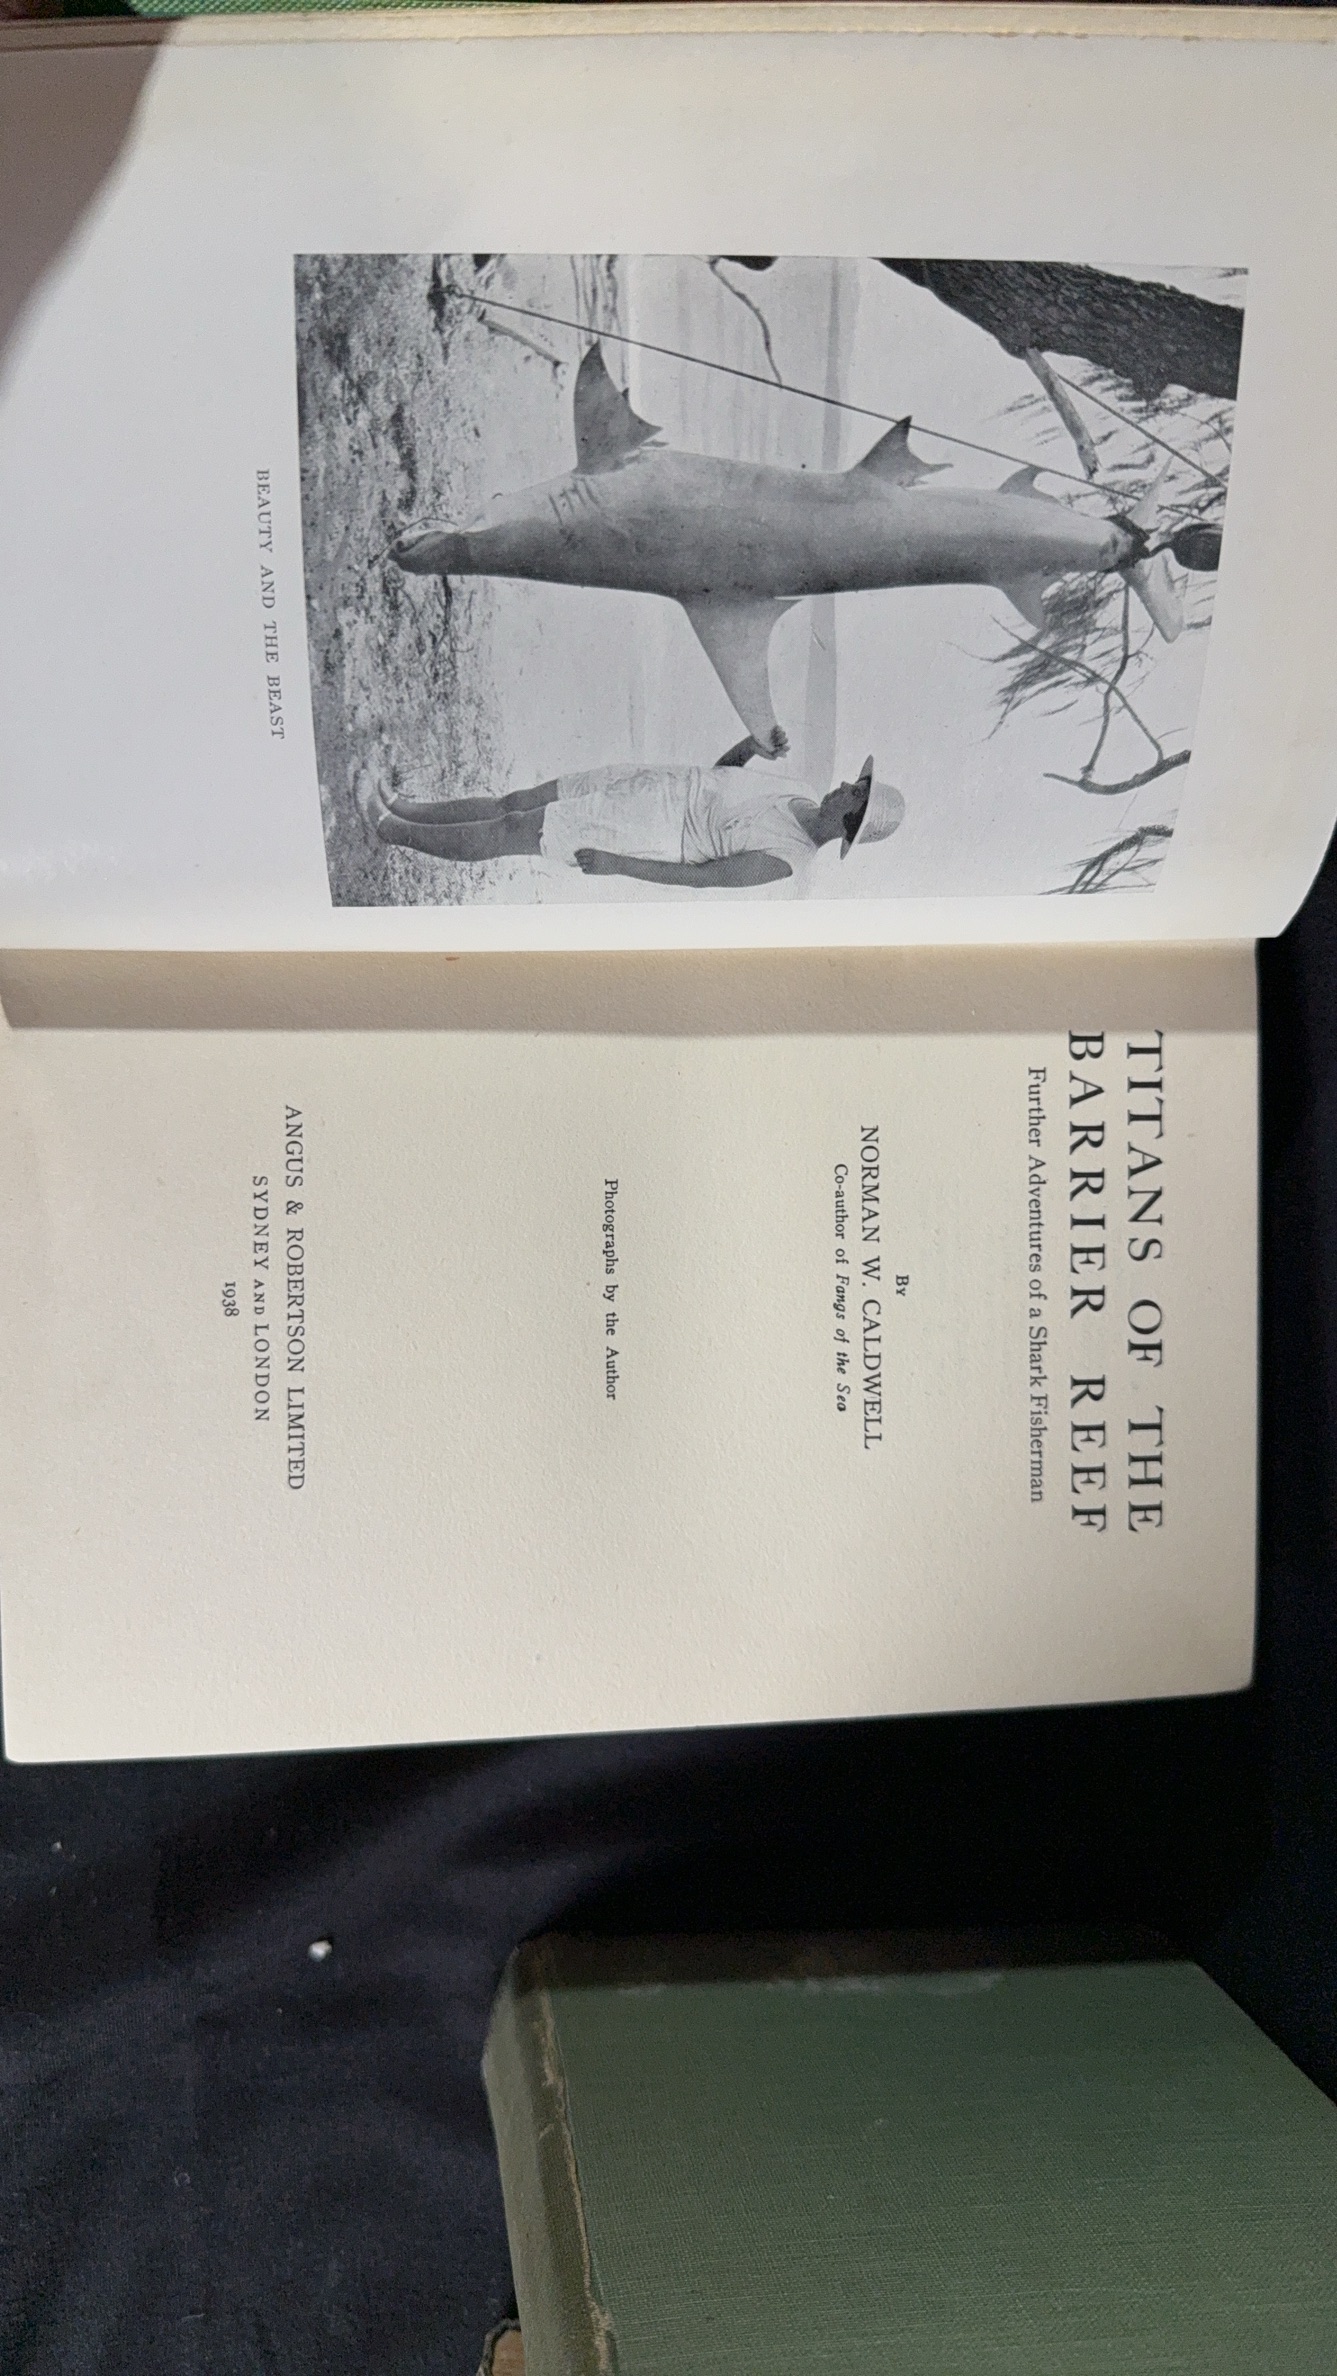 BEAUTY AND THE BEAST
TITANS OF THE
BARRIER REEF
Further Adventures of a Shark Fisherman
BY
NORMAN W. CALDWELL
Co-author of Fangs of the Sea
Photographs by the Author
ANGUS & ROBERTSON LIMITED
SYDNEY AND LONDON
1938